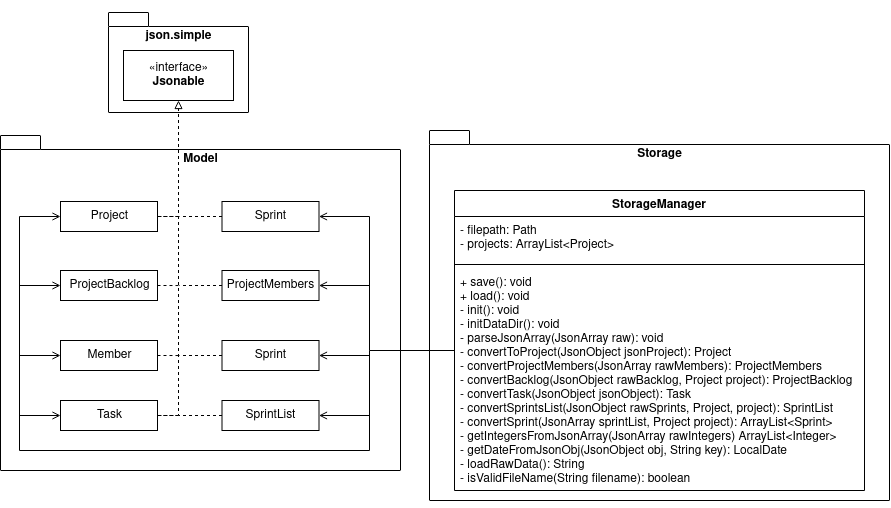 json.simple
«interface»
Jsonable
Model
Project
Sprint
ProjectBacklog
ProjectMembers
Member
Sprint
Task
SprintList
Storage
StorageManager
- filepath: Path
- projects: ArrayList<Project>
+ save(): void
+ load(): void
- init(): void
- initDataDir(): void
- parseJsonArray(JsonArray raw): void
- convertToProject(JsonObject jsonProject): Project
- convertProjectMembers(JsonArray rawMembers): ProjectMembers
- convertBacklog(JsonObject rawBacklog, Project project): ProjectBacklog
- convertTask(JsonObject jsonObject): Task
- convertSprintsList(JsonObject rawSprints, Project, project): SprintList
- convertSprint(JsonArray sprintList, Project project): ArrayList<Sprint>
- getIntegersFromJsonArray(JsonArray rawIntegers) ArrayList<Integer>
- getDateFromJsonObj(JsonObject obj, String key): LocalDate
- loadRawData(): String
- isValidFileName(String filename): boolean